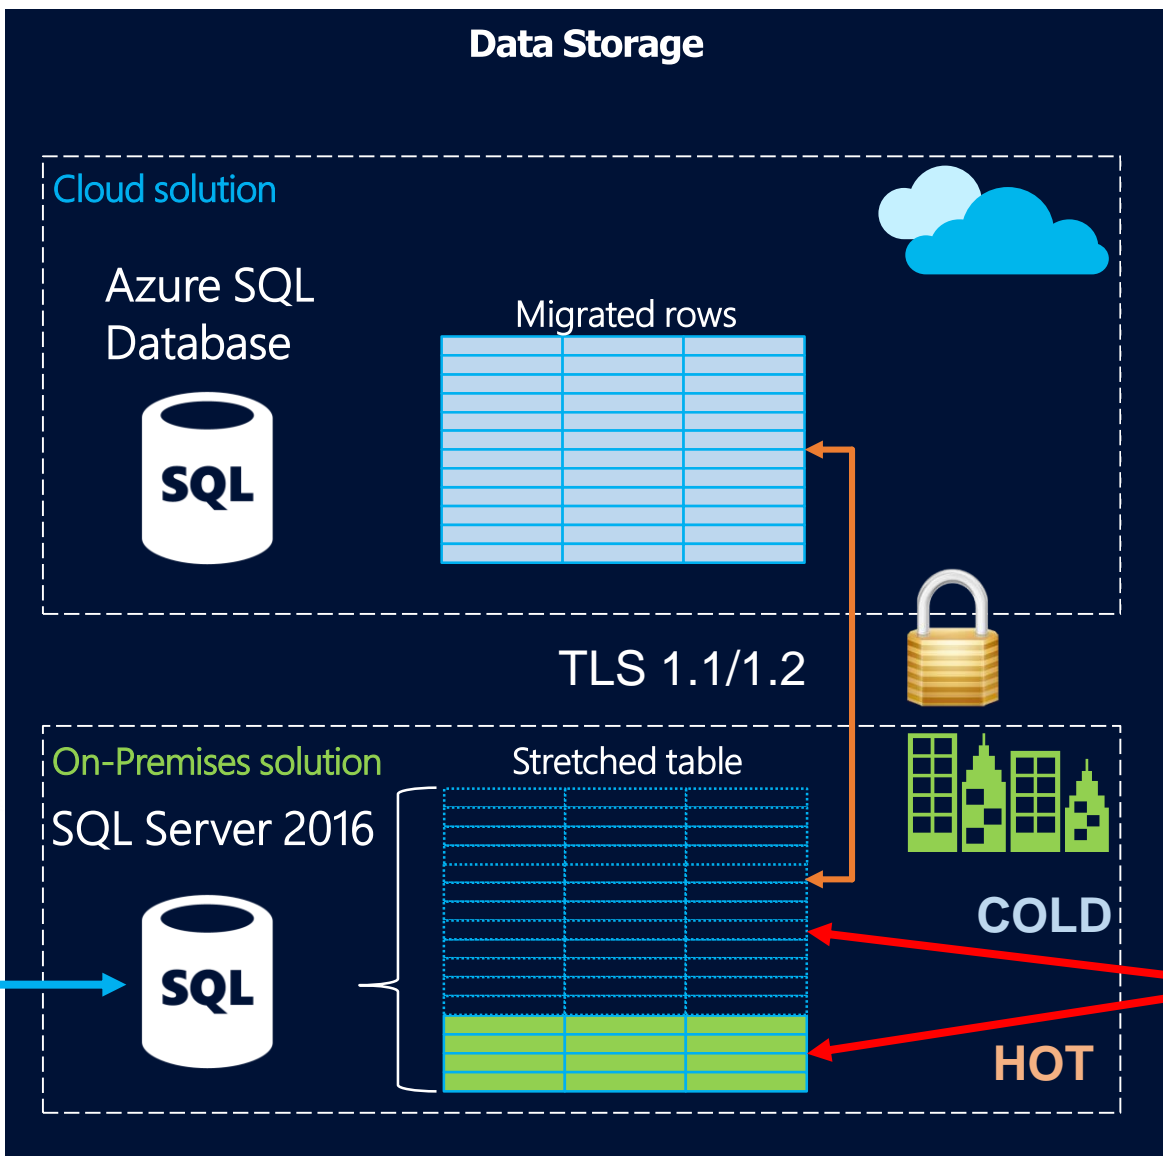 Data Storage
Cloud solution
Azure SQL
Database
Migrated rows
SQL
TLS 1.1/1.2
On-Premises solution
Stretched table
SQL Server 2016
COLD
SQL
HOT